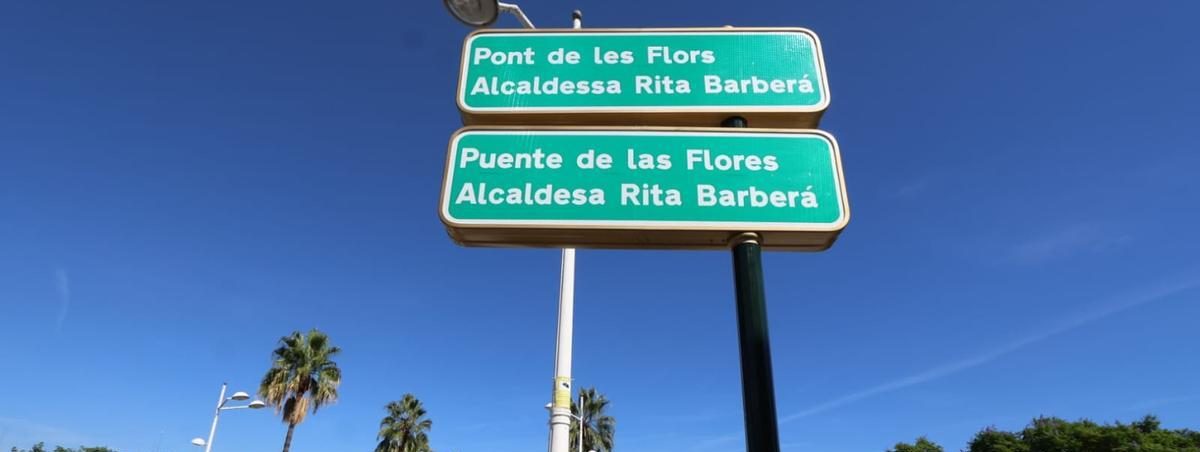 Pont de les Flors
Alcaldessa Rita Barberá
Puente de las Flores
Alcaldesa Rita Barberá